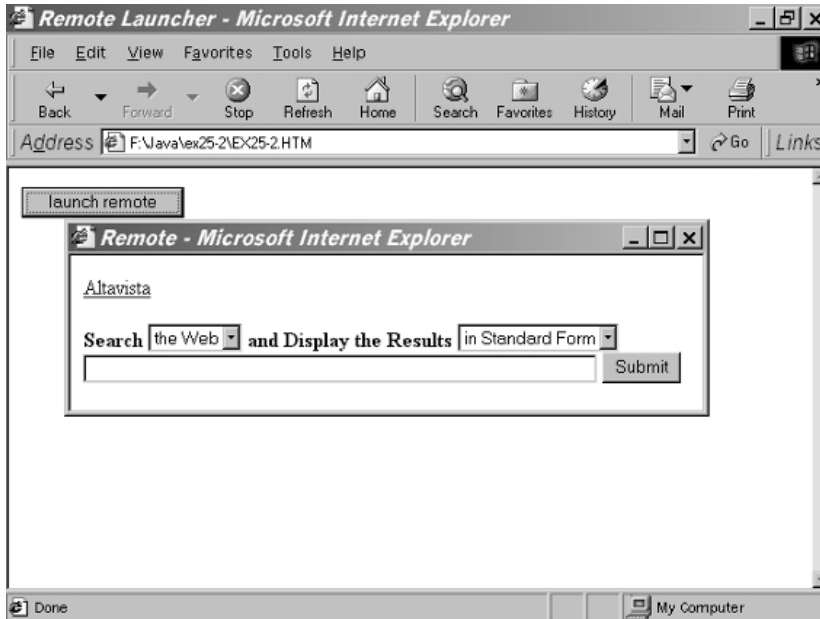 Remote Launcher - Microsoft Internet Explorer
File Edit View Favorites Tools Help
Back Forward Stop Refresh Home Search Favorites History Mail Print
Address F:\Java\ex25-2\EX25-2.HTM Go Links
launch remote
Remote - Microsoft Internet Explorer
Altavista
Search the Web and Display the Results in Standard Form
Submit
Done My Computer